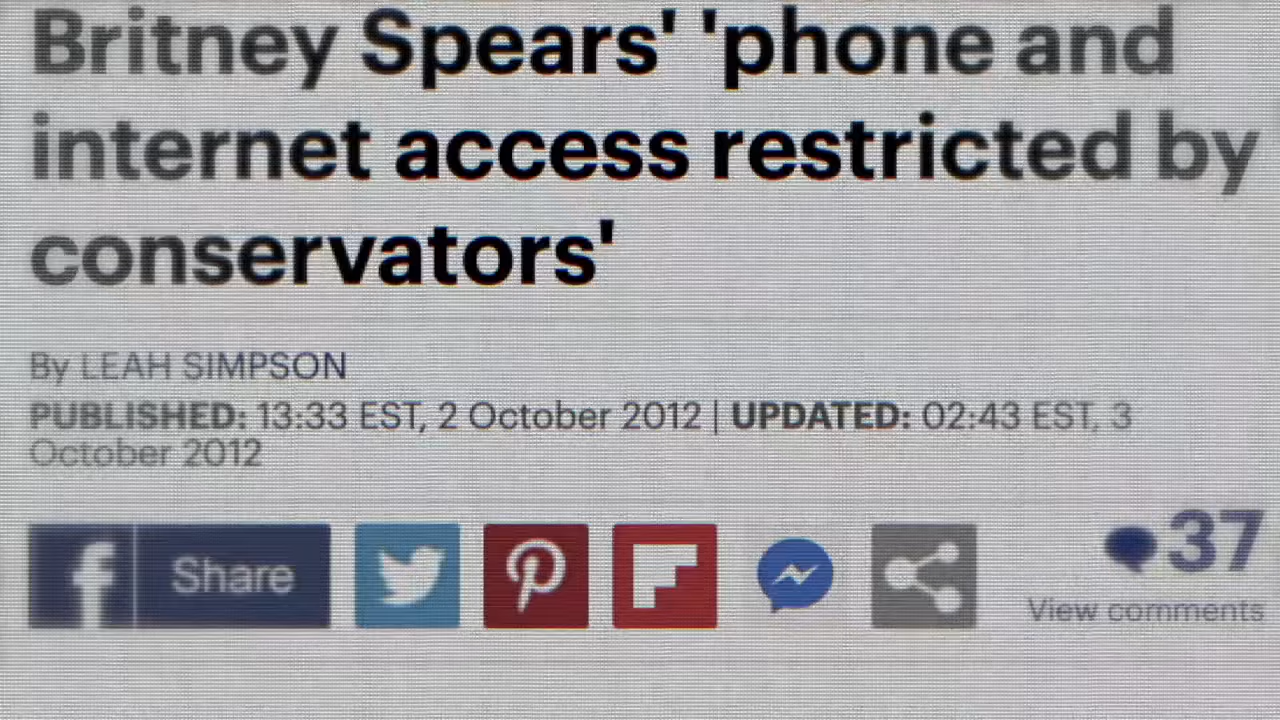 Britney Spears' 'phone and
internet access restricted by
conservators'
By LEAH SIMPSON
PUBLISHED: 13:33 EST, 2 October 2012 | UPDATED: 02:43 EST, 3
October 2012
f Share
37
View comments